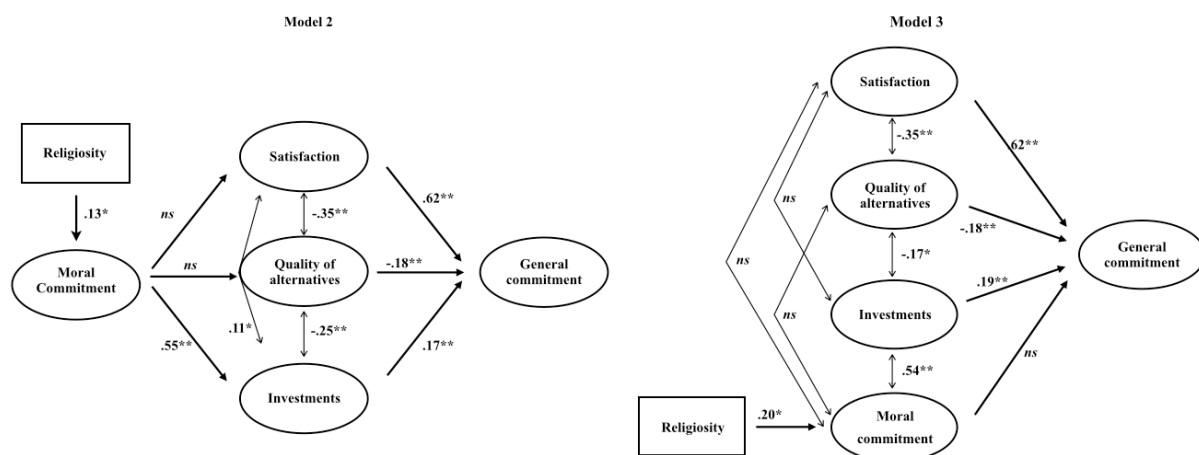 Model 2
Religiosity
.13*
Moral
Commitment
ns
ns
.55**
Satisfaction
-.35**
Quality of
alternatives
.11*
-.25**
Investments
.62**
-.18**
.17**
General
commitment
Model 3
Satisfaction
-.35**
Quality of
alternatives
ns
-.17*
Investments
ns
ns
.54**
Moral
commitment
Religiosity
.20*
.62**
-.18**
.19**
ns
General
commitment